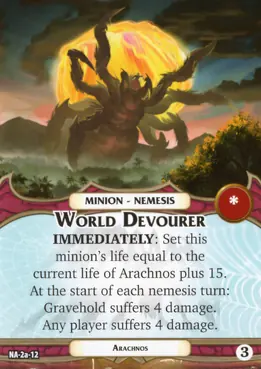 MINION - NEMESIS
*
WORLD DEVOURER
IMMEDIATELY: Set this
minion's life equal to the
current life of Arachnos plus 15.
At the start of each nemesis turn:
Gravehold suffers 4 damage.
Any player suffers 4 damage.
ARACHNOS
NA-2a-12
3